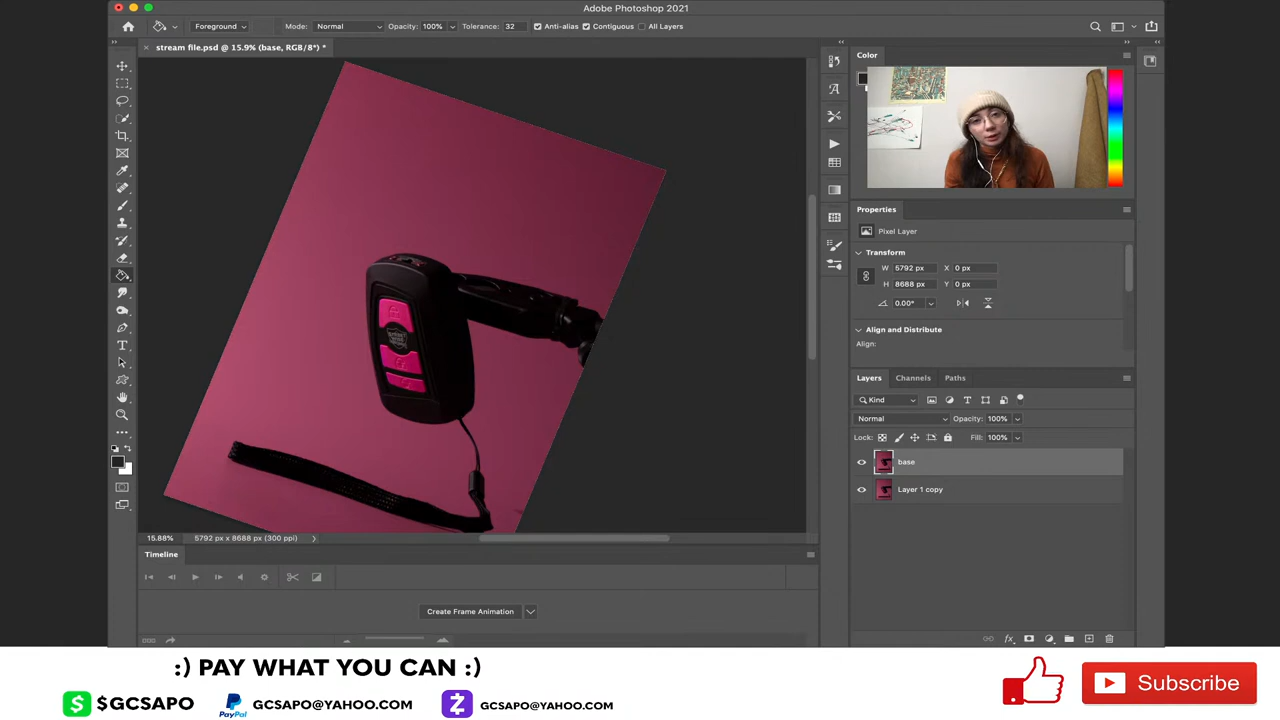 Adobe Photoshop 2021
Foreground Mode: Normal Opacity: 100% Tolerance: 32 Anti-alias Contiguous All Layers
stream file.psd @ 15.9% (base, RGB/8*) *
Color
Properties
Pixel Layer
Transform
W 5792 px X 0 px
H 8688 px Y 0 px
0.00°
Align and Distribute
Align:
Layers Channels Paths
Kind
Normal Opacity: 100%
Lock: Fill: 100%
base
Layer 1 copy
15.88% 5792 px x 8688 px (300 ppi)
Timeline
Create Frame Animation
:) PAY WHAT YOU CAN :)
$GCSAPO
PayPal
GCSAPO@YAHOO.COM
GCSAPO@YAHOO.COM
Subscribe